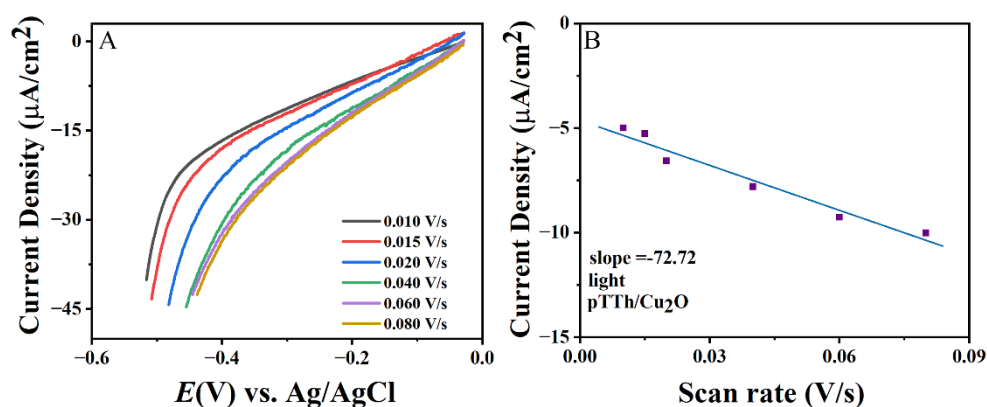 A
Current Density (μA/cm²)
0
−15
−30
−45
0.010 V/s
0.015 V/s
0.020 V/s
0.040 V/s
0.060 V/s
0.080 V/s
−0.6
−0.4
−0.2
0.0
E(V) vs. Ag/AgCl
B
Current Density (μA/cm²)
−5
−5
−10
−15
slope =-72.72
light
pTTh/Cu₂O
0.00
0.03
0.06
0.09
Scan rate (V/s)